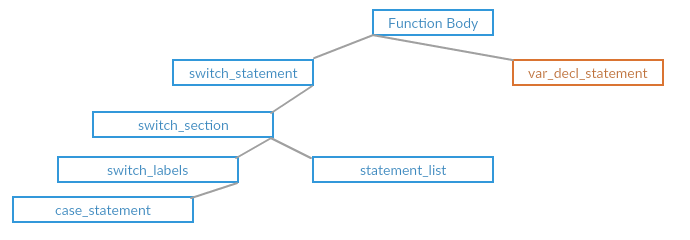 Function Body
switch_statement
var_decl_statement
switch_section
switch_labels
statement_list
case_statement